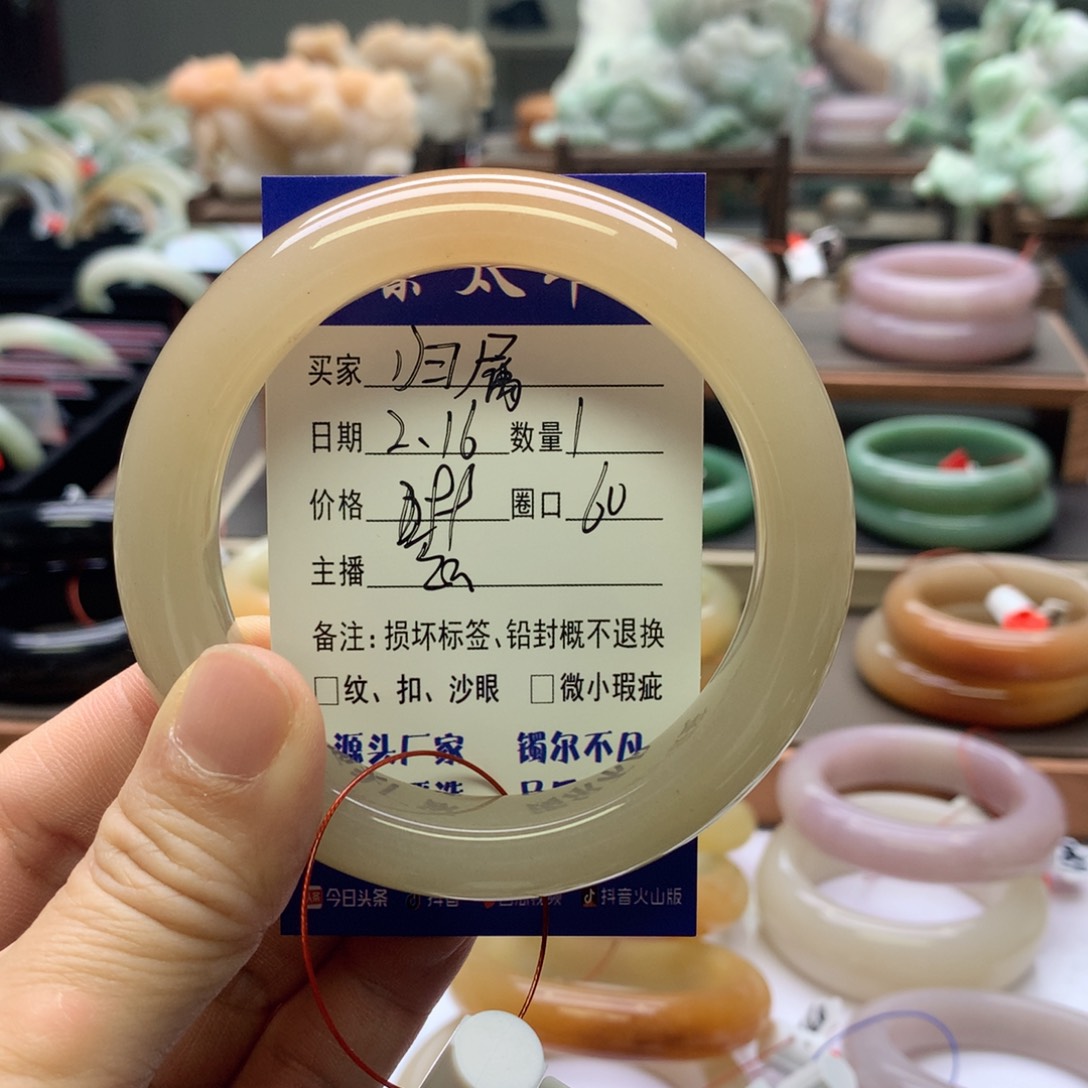 买家 归属
日期 2、16 数量 1
价格 圈口 60
主播
备注:损坏标签、铅封概不退换
□纹、扣、沙眼 □微小瑕疵
源头厂家 镯尔不凡
今日头条 抖音火山版